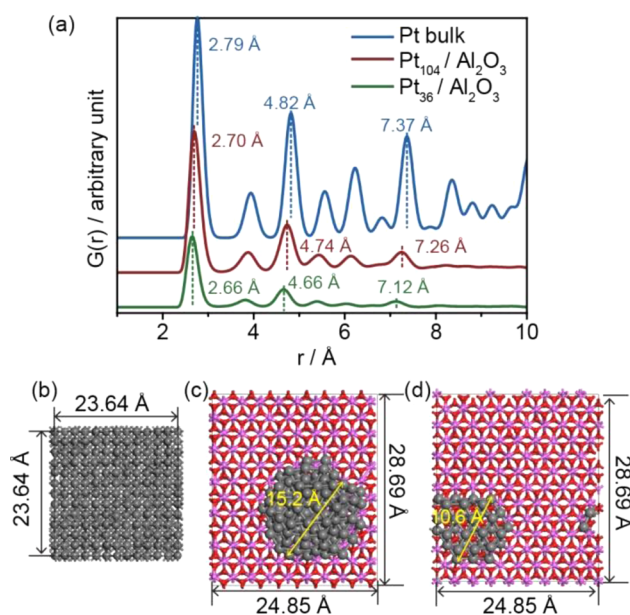 (a)
Pt bulk
Pt104 / Al2O3
Pt36 / Al2O3
2.79 Å
4.82 Å
7.37 Å
2.70 Å
4.74 Å
7.26 Å
2.66 Å
4.66 Å
7.12 Å
G(r) / arbitrary unit
2 4 6 8 10
r / Å
(b)
23.64 Å
23.64 Å
(c)
15.2 Å
28.69 Å
24.85 Å
(d)
10.6 Å
28.69 Å
24.85 Å